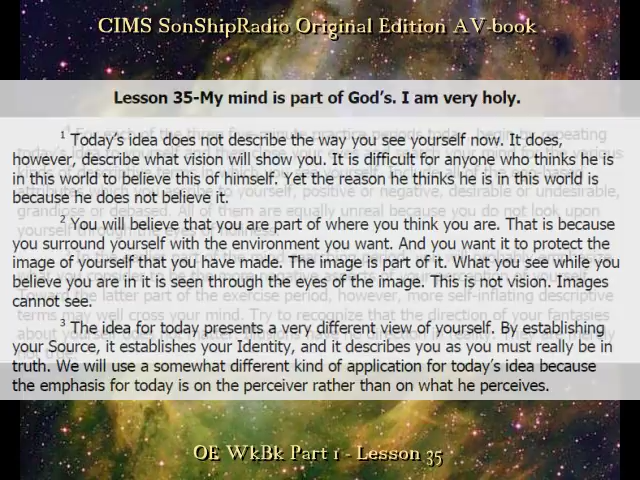 CIMS SonShipRadio Original Edition AV-book
Lesson 35-My mind is part of God's. I am very holy.
1 Today's idea does not describe the way you see yourself now. It does,
however, describe what vision will show you. It is difficult for anyone who thinks he is
in this world to believe this of himself. Yet the reason he thinks he is in this world is
because he does not believe it.
2 You will believe that you are part of where you think you are. That is because
you surround yourself with the environment you want. And you want it to protect the
image of yourself that you have made. The image is part of it. What you see while you
believe you are in it is seen through the eyes of the image. This is not vision. Images
cannot see.
3 The idea for today presents a very different view of yourself. By establishing
your Source, it establishes your Identity, and it describes you as you must really be in
truth. We will use a somewhat different kind of application for today's idea because
the emphasis for today is on the perceiver rather than on what he perceives.
OE WkBk Part 1 - Lesson 35